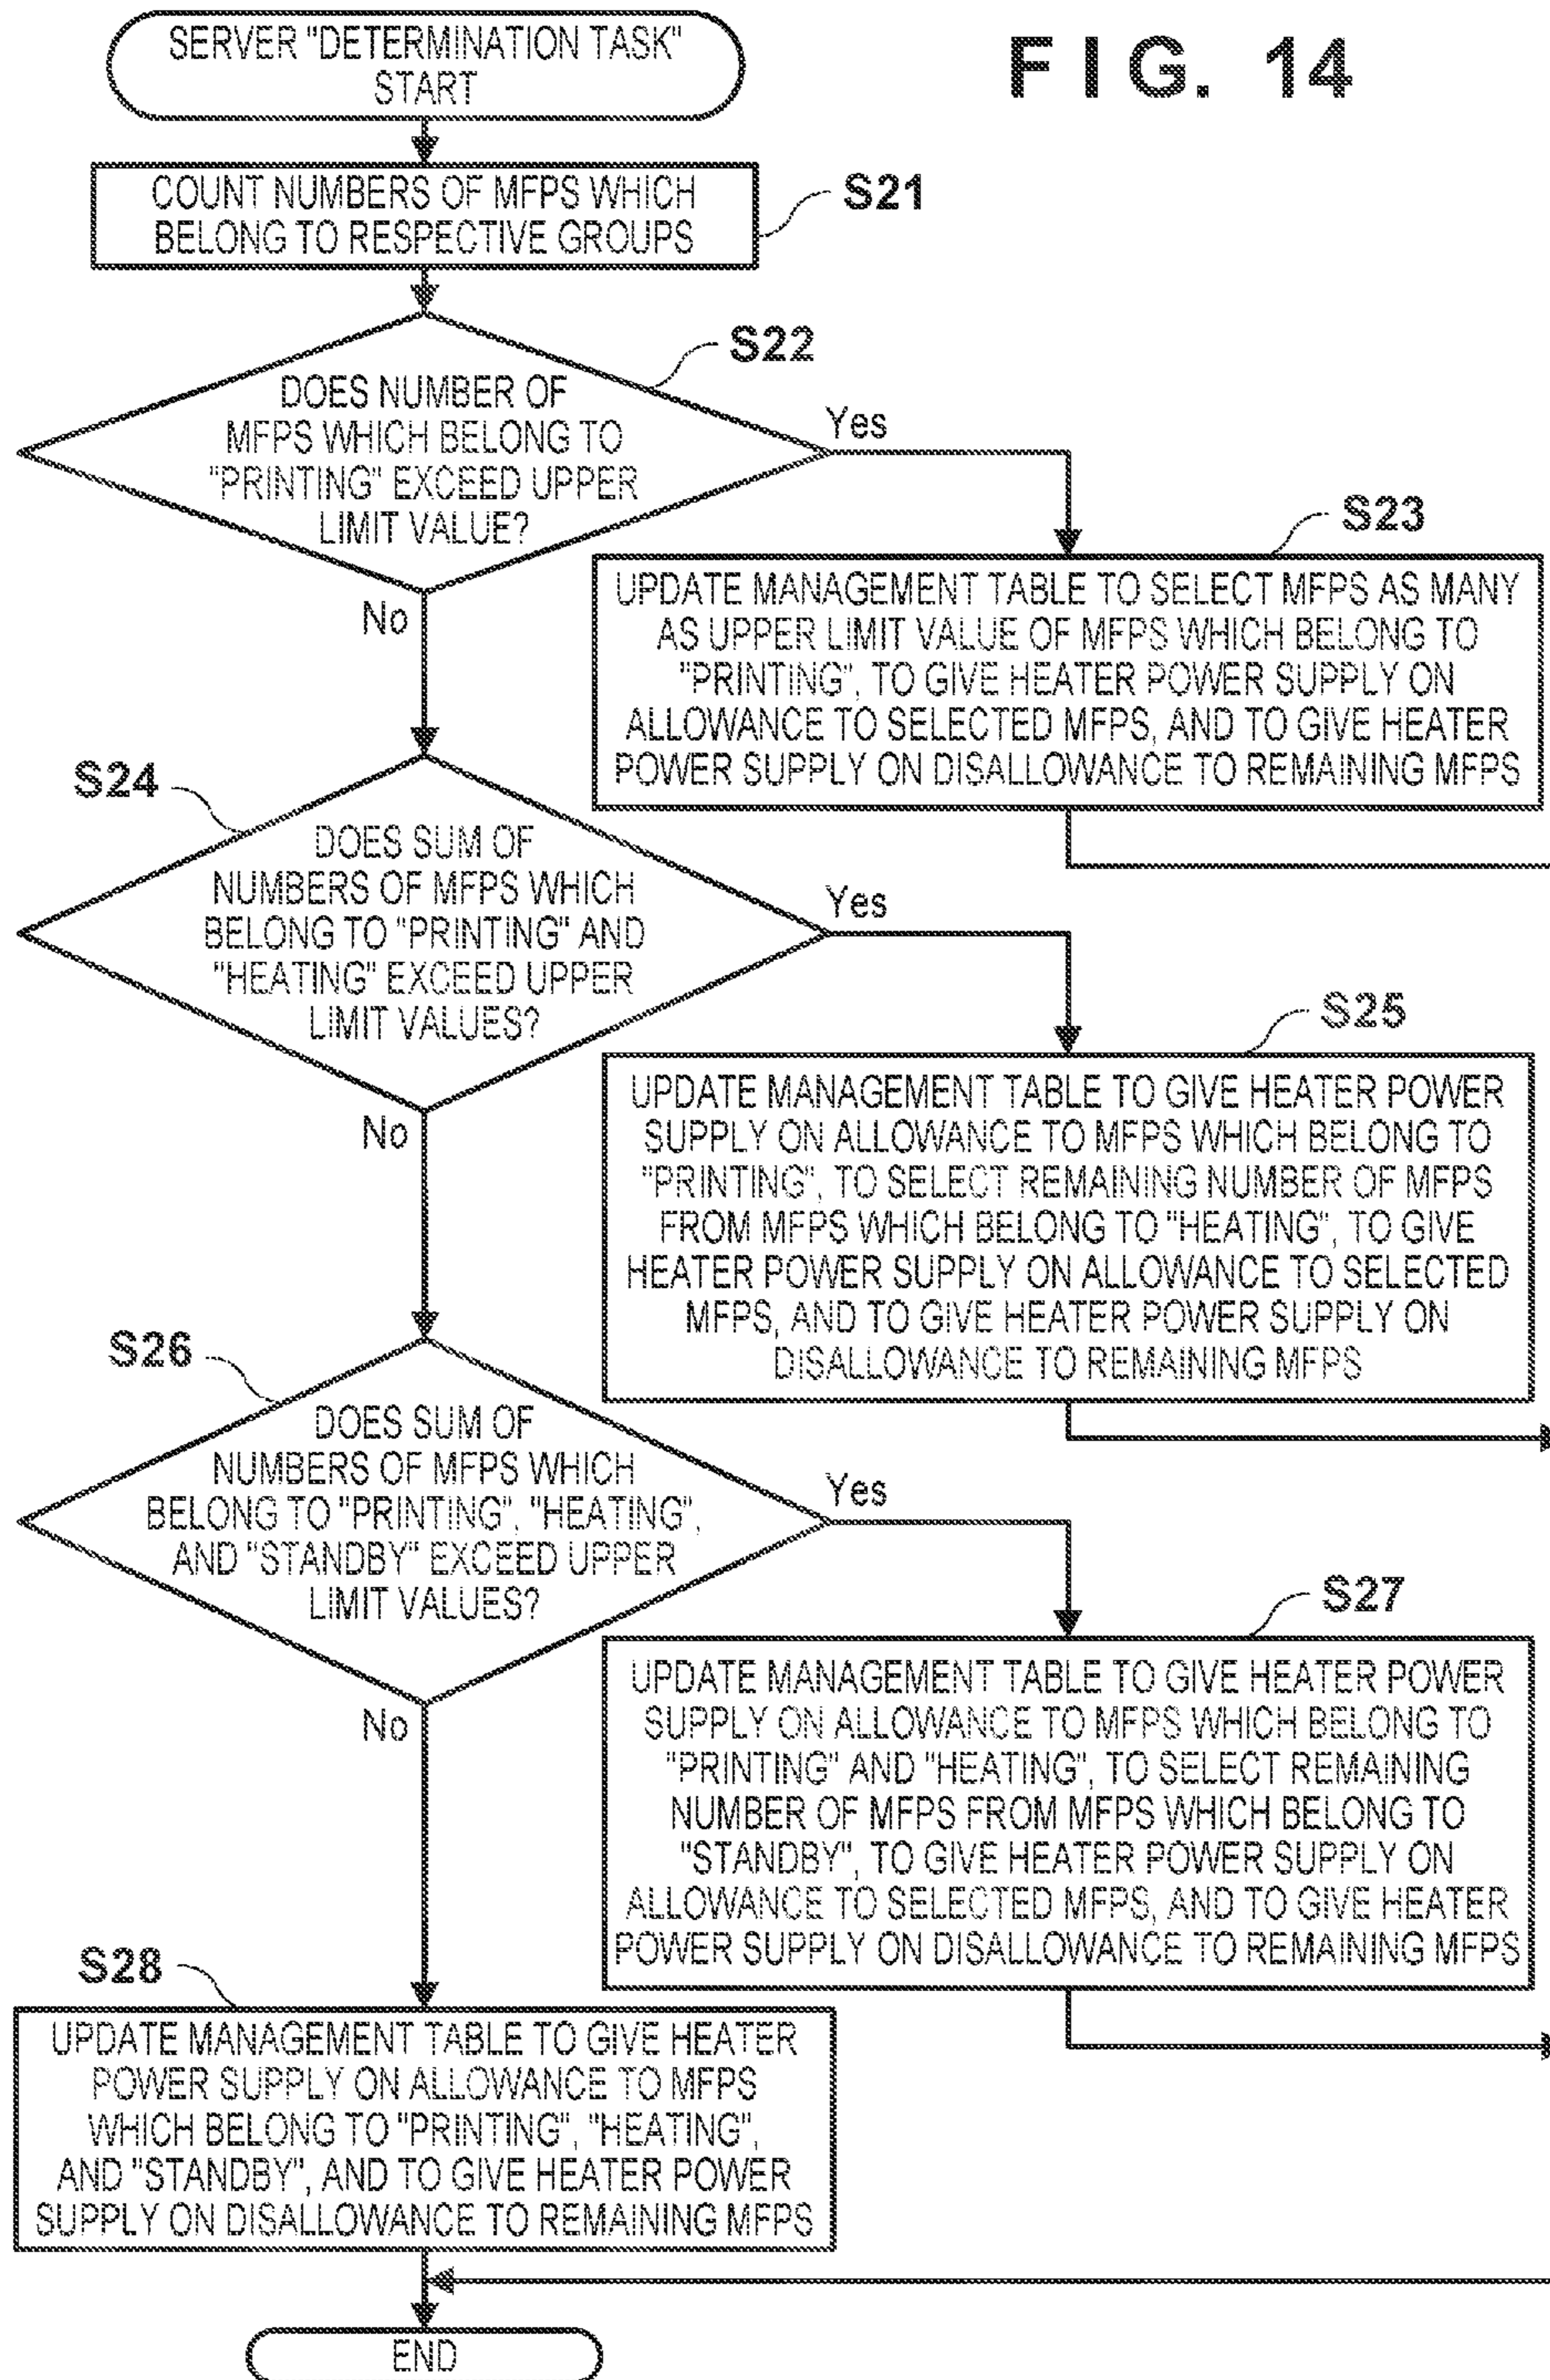 FIG. 14
SERVER "DETERMINATION TASK"
START
COUNT NUMBERS OF MFPS WHICH
BELONG TO RESPECTIVE GROUPS
S21
S22
DOES NUMBER OF
MFPS WHICH BELONG TO
"PRINTING" EXCEED UPPER
LIMIT VALUE?
Yes
No
S23
UPDATE MANAGEMENT TABLE TO SELECT MFPS AS MANY
AS UPPER LIMIT VALUE OF MFPS WHICH BELONG TO
"PRINTING", TO GIVE HEATER POWER SUPPLY ON
ALLOWANCE TO SELECTED MFPS, AND TO GIVE HEATER
POWER SUPPLY ON DISALLOWANCE TO REMAINING MFPS
S24
DOES SUM OF
NUMBERS OF MFPS WHICH
BELONG TO "PRINTING" AND
"HEATING" EXCEED UPPER
LIMIT VALUES?
Yes
No
S25
UPDATE MANAGEMENT TABLE TO GIVE HEATER POWER
SUPPLY ON ALLOWANCE TO MFPS WHICH BELONG TO
"PRINTING", TO SELECT REMAINING NUMBER OF MFPS
FROM MFPS WHICH BELONG TO "HEATING", TO GIVE
HEATER POWER SUPPLY ON ALLOWANCE TO SELECTED
MFPS, AND TO GIVE HEATER POWER SUPPLY ON
DISALLOWANCE TO REMAINING MFPS
S26
DOES SUM OF
NUMBERS OF MFPS WHICH
BELONG TO "PRINTING", "HEATING",
AND "STANDBY" EXCEED UPPER
LIMIT VALUES?
Yes
No
S27
UPDATE MANAGEMENT TABLE TO GIVE HEATER POWER
SUPPLY ON ALLOWANCE TO MFPS WHICH BELONG TO
"PRINTING" AND "HEATING", TO SELECT REMAINING
NUMBER OF MFPS FROM MFPS WHICH BELONG TO
"STANDBY", TO GIVE HEATER POWER SUPPLY ON
ALLOWANCE TO SELECTED MFPS, AND TO GIVE HEATER
POWER SUPPLY ON DISALLOWANCE TO REMAINING MFPS
S28
UPDATE MANAGEMENT TABLE TO GIVE HEATER
POWER SUPPLY ON ALLOWANCE TO MFPS
WHICH BELONG TO "PRINTING", "HEATING",
AND "STANDBY", AND TO GIVE HEATER POWER
SUPPLY ON DISALLOWANCE TO REMAINING MFPS
END